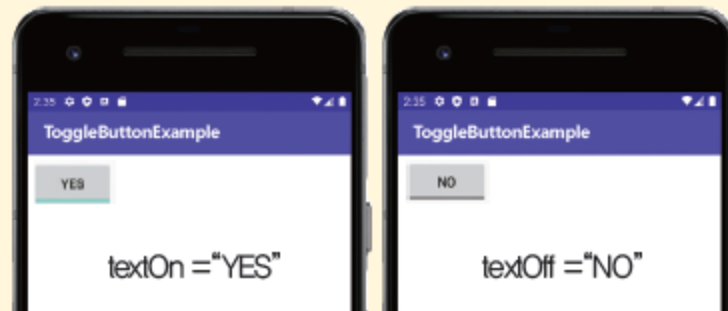 2:35
ToggleButtonExample
YES
textOn =“YES”
2:35
ToggleButtonExample
NO
textOff =“NO”